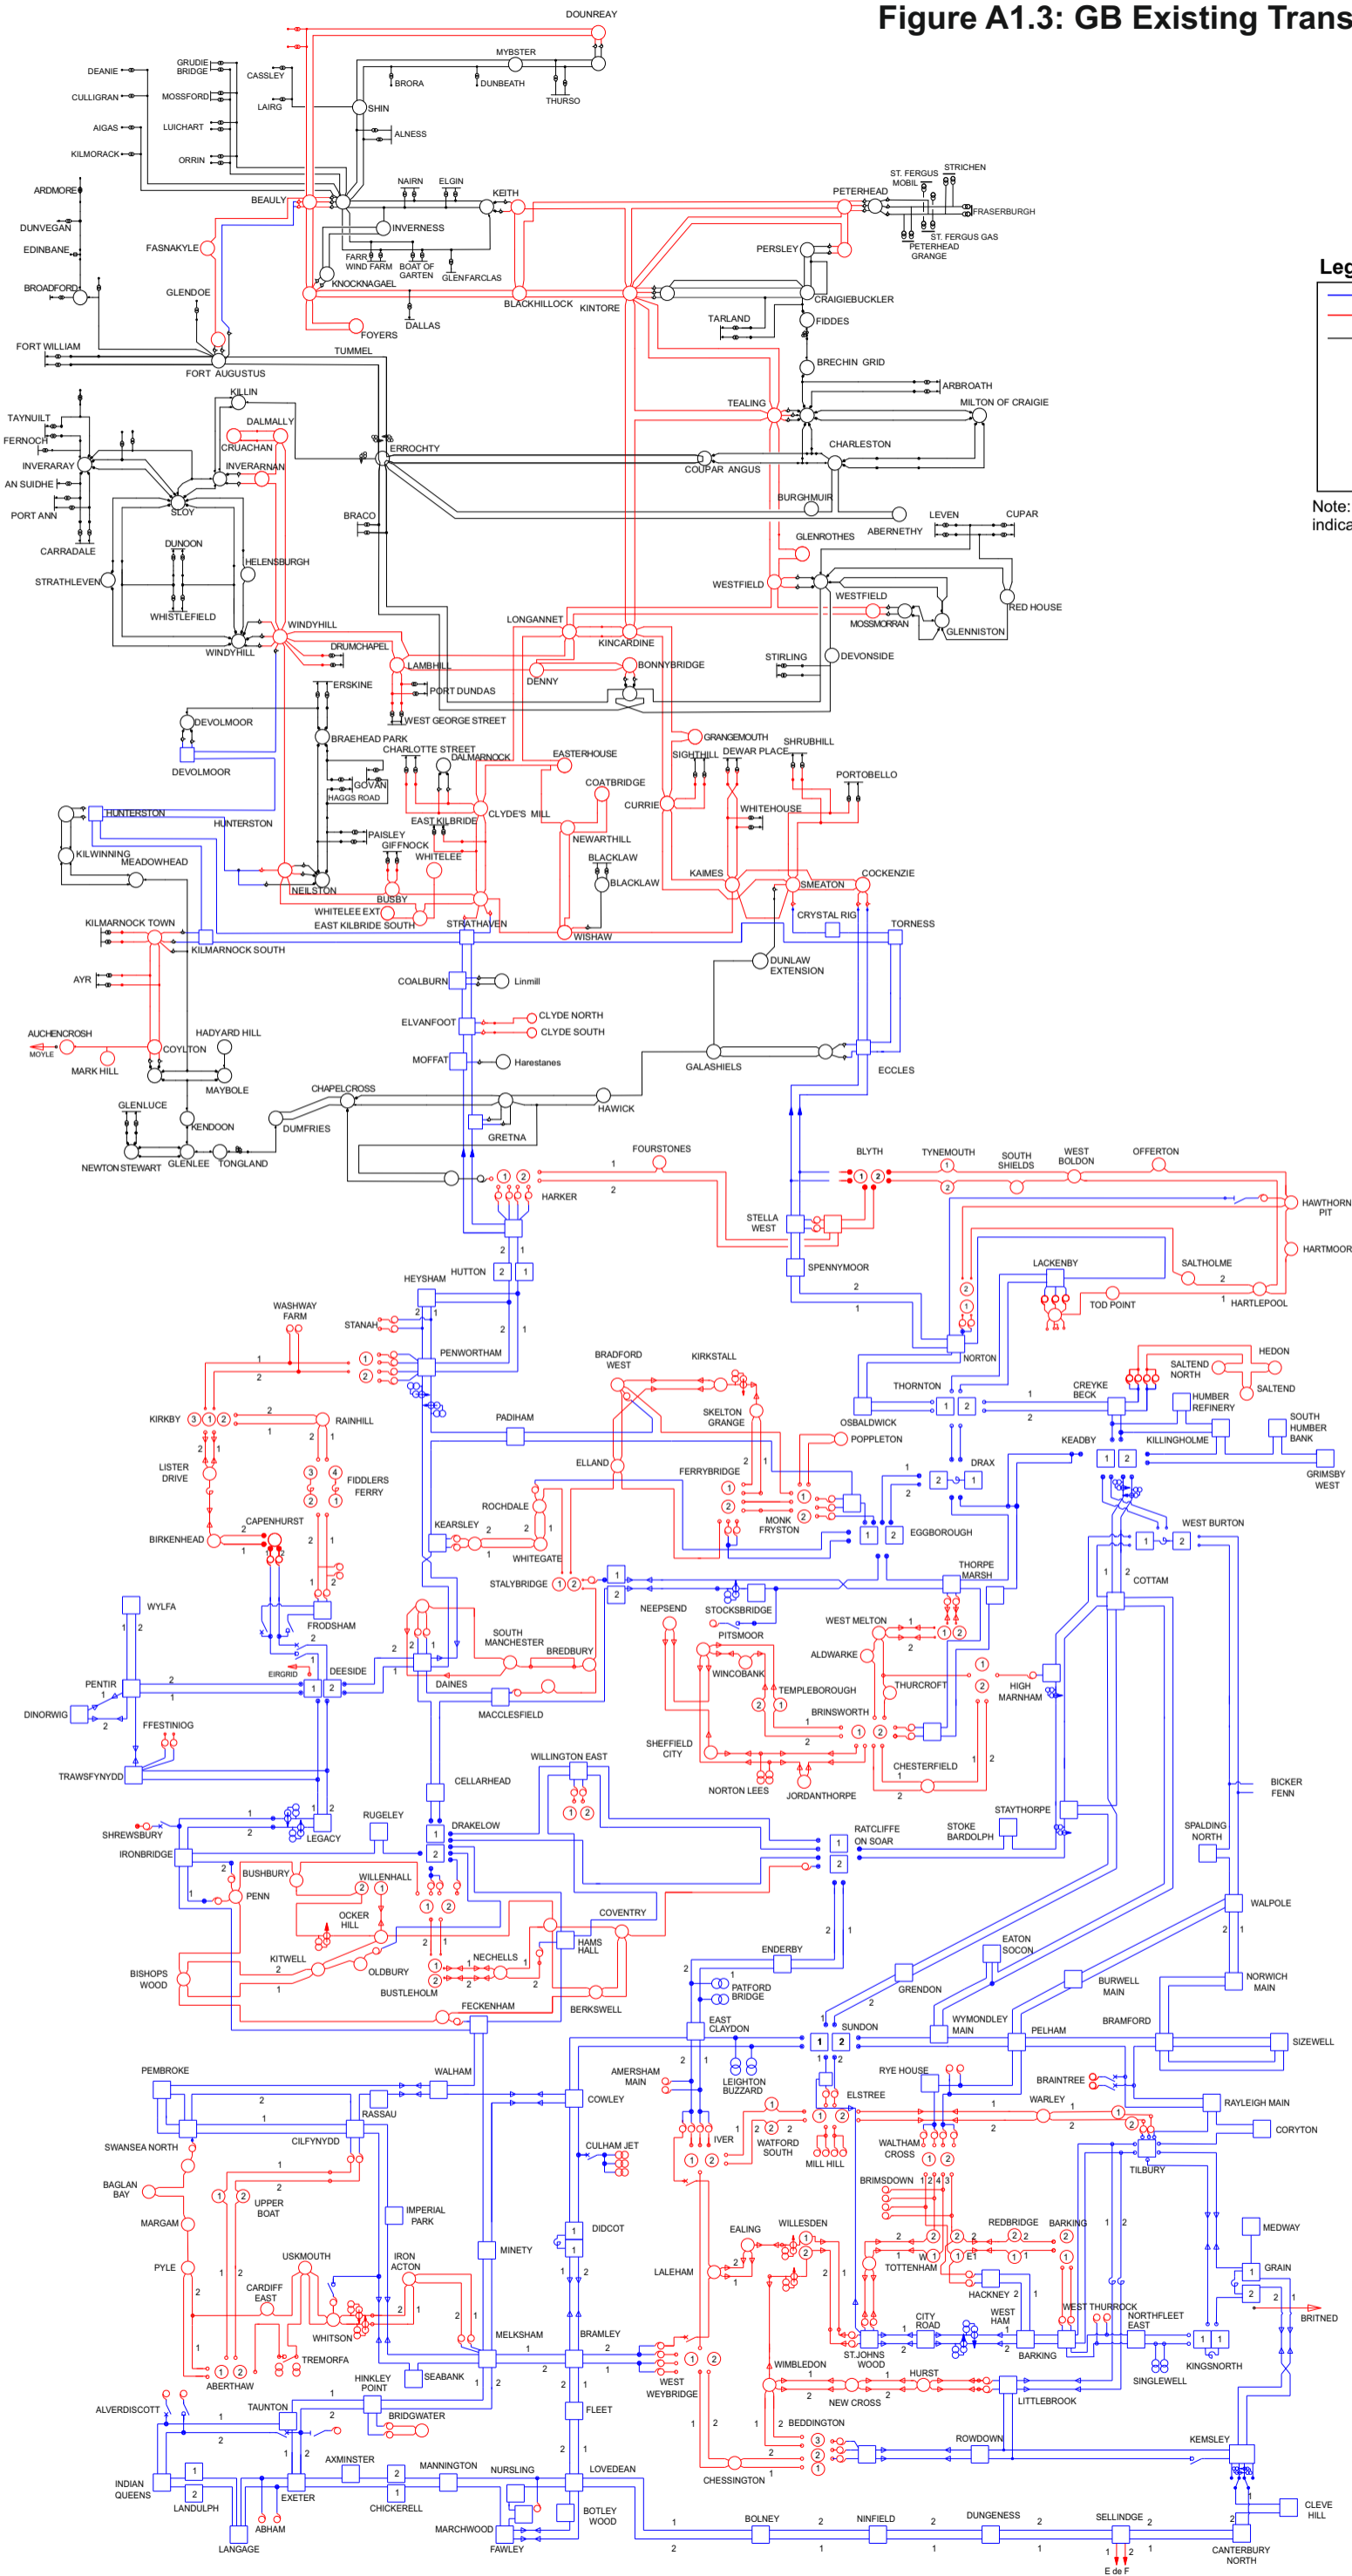 Figure A1.3: GB Existing Trans
DOUNREAY
MYBSTER
GRUDIE
BRIDGE
DEANIE
CASSLEY
BRORA
DUNBEATH
THURSO
CULLIGRAN
MOSSFORD
LAIRG
SHIN
AIGAS
LUICHART
ALNESS
KILMORACK
ORRIN
ARDMORE
NAIRN
ELGIN
KEITH
BEAULY
ST. FERGUS
MOBIL
STRICHEN
PETERHEAD
FRASERBURGH
DUNVEGAN
INVERNESS
FASNAKYLE
EDINBANE
FARR
WIND FARM
BOAT OF
GARTEN
GLENFARCLAS
PERSLEY
ST. FERGUS GAS
PETERHEAD
GRANGE
Leg
BROADFORD
GLENDOE
KNOCKNAGAEL
BLACKHILLOCK
KINTORE
CRAIGIEBUCKLER
DALLAS
FOYERS
TARLAND
FIDDES
FORT WILLIAM
TUMMEL
FORT AUGUSTUS
BRECHIN GRID
ARBROATH
KILLIN
TEALING
MILTON OF CRAIGIE
TAYNUILT
DALMALLY
FERNOCH
CRUACHAN
ERROCHTY
CHARLESTON
INVERARAY
INVERARNAN
COUPAR ANGUS
AN SUIDHE
SLOY
BURGHMUIR
PORT ANN
BRACO
ABERNETHY
LEVEN
CUPAR
Note:
indica
CARRADALE
DUNOON
HELENSBURGH
GLENROTHES
STRATHLEVEN
WESTFIELD
WESTFIELD
WHISTLEFIELD
RED HOUSE
MOSSMORRAN
GLENNISTON
WINDYHILL
LONGANNET
KINCARDINE
WINDYHILL
DRUMCHAPEL
LAMBHILL
DENNY
BONNYBRIDGE
STIRLING
DEVONSIDE
ERSKINE
PORT DUNDAS
WEST GEORGE STREET
DEVOLMOOR
BRAEHEAD PARK
CHARLOTTE STREET
DALMARNOCK
EASTERHOUSE
GRANGEMOUTH
SIGHTHILL
DEWAR PLACE
SHRUBHILL
DEVOLMOOR
GOVAN
HAGGS ROAD
COATBRIDGE
PORTOBELLO
HUNTERSTON
HUNTERSTON
CLYDE'S MILL
CURRIE
WHITEHOUSE
EAST KILBRIDE
PAISLEY
GIFFNOCK
NEWARTHILL
KILWINNING
MEADOWHEAD
WHITELEE
BLACKLAW
NEILSTON
BUSBY
BLACKLAW
KAIMES
SMEATON
COCKENZIE
WHITELEE EXT
EAST KILBRIDE SOUTH
STRATHAVEN
CRYSTAL RIG
TORNESS
KILMARNOCK TOWN
KILMARNOCK SOUTH
WISHAW
DUNLAW
EXTENSION
AYR
COALBURN
Linmill
AUCHENCROSH
HADYARD HILL
ELVANFOOT
CLYDE NORTH
CLYDE SOUTH
MOYLE
COYLTON
MARK HILL
MAYBOLE
MOFFAT
Harestanes
GALASHIELS
ECCLES
GLENLUCE
CHAPELCROSS
HAWICK
KENDOON
DUMFRIES
GRETNA
NEWTON STEWART
GLENLEE
TONGLAND
FOURSTONES
BLYTH
TYNEMOUTH
SOUTH
SHIELDS
WEST
BOLDON
OFFERTON
HARKER
STELLA
WEST
HAWTHORN
PIT
HUTTON
SPENNYMOOR
HARTMOOR
HEYSHAM
LACKENBY
SALTHOLME
WASHWAY
FARM
TOD POINT
HARTLEPOOL
STANAH
PENWORTHAM
BRADFORD
WEST
KIRKSTALL
NORTON
HEDON
SALTEND
NORTH
THORNTON
CREYKE
BECK
SALTEND
KIRKBY
RAINHILL
SKELTON
GRANGE
OSBALDWICK
HUMBER
REFINERY
SOUTH
HUMBER
BANK
PADIHAM
POPPLETON
KEADBY
KILLINGHOLME
LISTER
DRIVE
FIDDLERS
FERRY
ELLAND
FERRYBRIDGE
DRAX
GRIMSBY
WEST
ROCHDALE
BIRKENHEAD
CAPENHURST
KEARSLEY
WHITEGATE
MONK
FRYSTON
EGGBOROUGH
WEST BURTON
STALYBRIDGE
THORPE
MARSH
COTTAM
WYLFA
FRODSHAM
NEEPSEND
STOCKSBRIDGE
PITSMOOR
WEST MELTON
SOUTH
MANCHESTER
BREDBURY
WINCOBANK
ALDWARKE
EIRGRID
DEESIDE
DAINES
TEMPLEBOROUGH
THURCROFT
HIGH
MARNHAM
PENTIR
MACCLESFIELD
BRINSWORTH
DINORWIG
FFESTINIOG
SHEFFIELD
CITY
TRAWSFYNYDD
WILLINGTON EAST
NORTON LEES
JORDANTHORPE
CHESTERFIELD
BICKER
FENN
CELLARHEAD
SHREWSBURY
LEGACY
RUGELEY
DRAKELOW
RATCLIFFE
ON SOAR
STOKE
BARDOLPH
STAYTHORPE
SPALDING
NORTH
IRONBRIDGE
BUSHBURY
WILLENHALL
PENN
WALPOLE
OCKER
HILL
COVENTRY
HAMS
HALL
EATON
SOCON
KITWELL
NECHELLS
ENDERBY
BISHOPS
WOOD
OLDBURY
BUSTLEHOLM
PATFORD
BRIDGE
GRENDON
BURWELL
MAIN
NORWICH
MAIN
FECKENHAM
BERKSWELL
EAST
CLAYDON
SUNDON
WYMONDLEY
MAIN
PELHAM
BRAMFORD
SIZEWELL
PEMBROKE
WALHAM
AMERSHAM
MAIN
LEIGHTON
BUZZARD
RYE HOUSE
BRAINTREE
ELSTREE
RASSAU
COWLEY
WARLEY
RAYLEIGH MAIN
SWANSEA NORTH
CILFYNYDD
IVER
WATFORD
SOUTH
MILL HILL
WALTHAM
CROSS
TILBURY
CORYTON
CULHAM JET
BAGLAN
BAY
UPPER
BOAT
BRIMSDOWN
IMPERIAL
PARK
MARGAM
DIDCOT
EALING
WILLESDEN
REDBRIDGE
BARKING
MEDWAY
MINETY
TOTTENHAM
PYLE
USKMOUTH
IRON
ACTON
LALEHAM
GRAIN
CARDIFF
EAST
HACKNEY
WEST THURROCK
BRITNED
WHITSON
MELKSHAM
BRAMLEY
CITY
ROAD
WEST
HAM
NORTHFLEET
EAST
TREMORFA
SEABANK
WEST
WEYBRIDGE
ST.JOHNS
WOOD
BARKING
KINGSNORTH
ABERTHAW
HINKLEY
POINT
WIMBLEDON
HURST
SINGLEWELL
ALVERDISCOTT
TAUNTON
FLEET
NEW CROSS
LITTLEBROOK
BRIDGWATER
BEDDINGTON
ROWDOWN
KEMSLEY
AXMINSTER
MANNINGTON
NURSLING
LOVEDEAN
CHESSINGTON
INDIAN
QUEENS
LANDULPH
EXETER
CHICKERELL
BOTLEY
WOOD
CLEVE
HILL
ABHAM
MARCHWOOD
BOLNEY
NINFIELD
DUNGENESS
SELLINDGE
LANGAGE
FAWLEY
CANTERBURY
NORTH
E de F